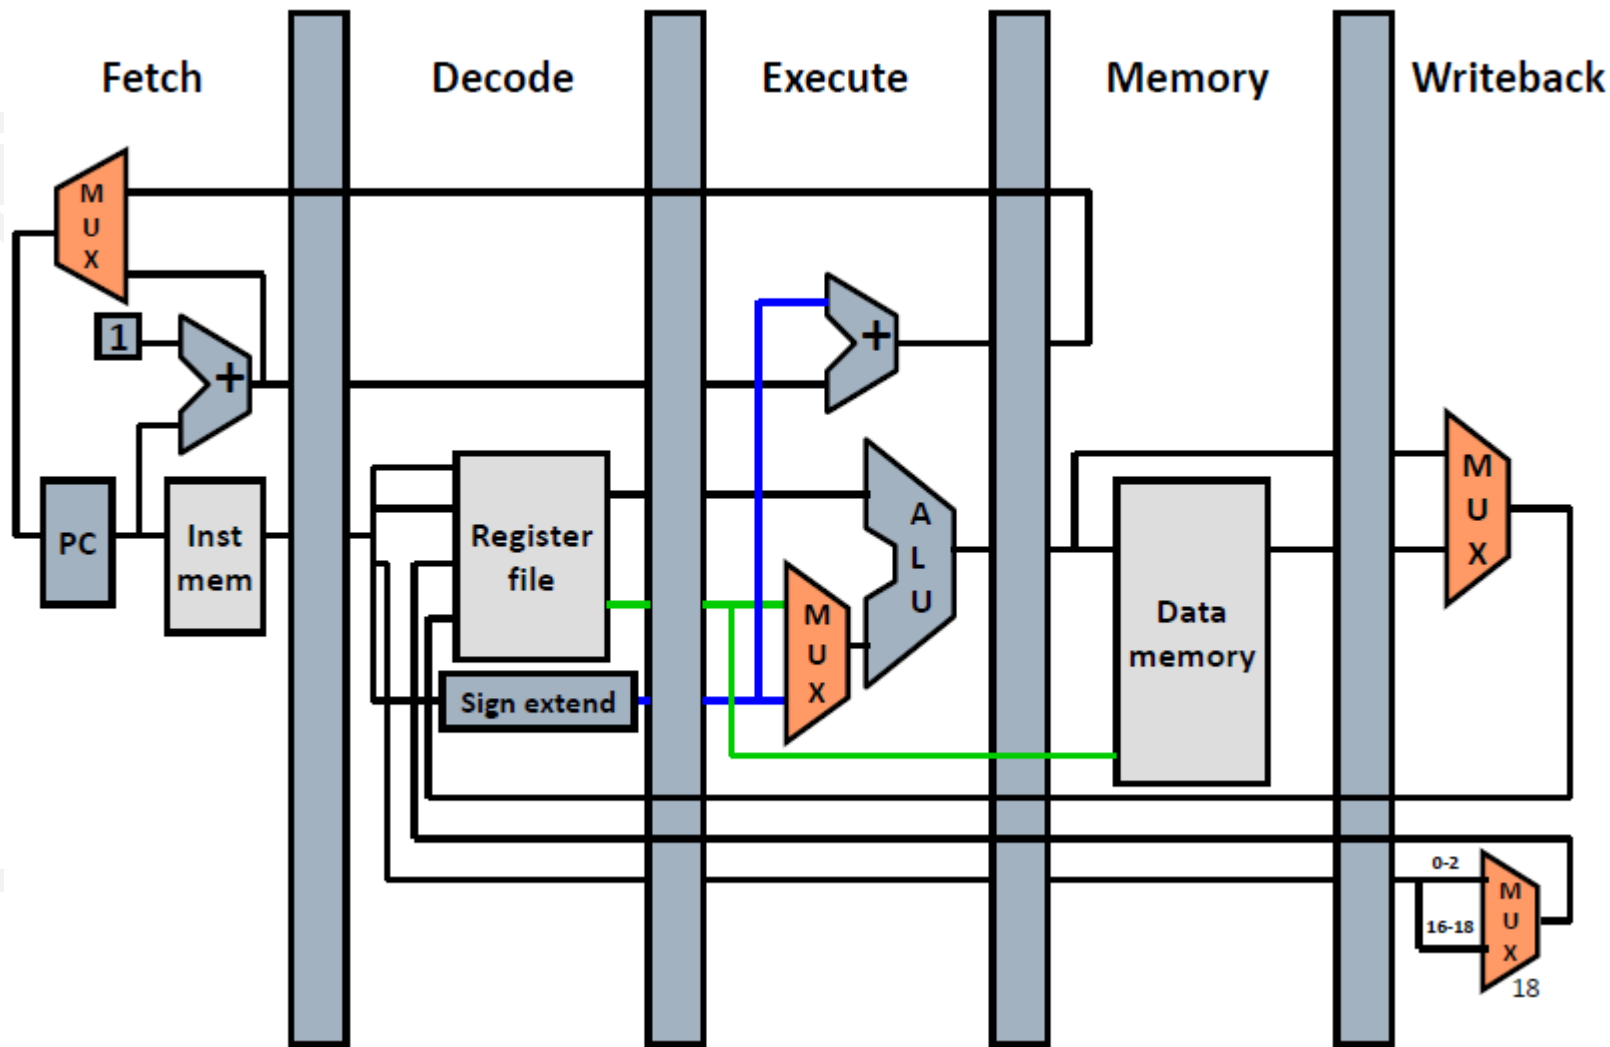 Fetch
Decode
Execute
Memory
Writeback
M
U
X
1
+
+
PC
Inst
mem
Register
file
Sign extend
M
U
X
A
L
U
Data
memory
M
U
X
0-2
16-18
M
U
X
18